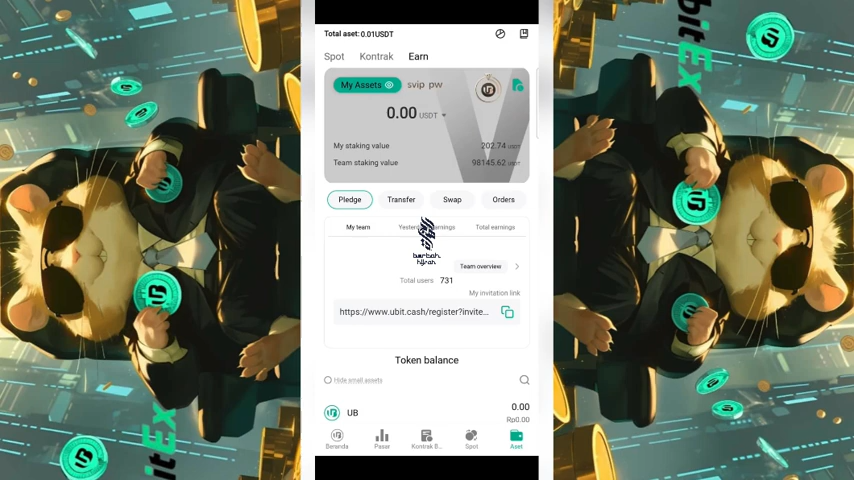 Total aset: 0.01USDT
Spot Kontrak Earn
My Assets svip pw
0.00 USDT
My staking value 202.74 USDT
Team staking value 98145.62 USDT
Pledge Transfer Swap Orders
My team Total earnings
Team overview
Total users 731
My invitation link
https://www.ubit.cash/register?invite...
Token balance
Hide small assets
UB 0.00
Rp0.00
Beranda Pasar Kontrak B... Spot Aset
bitEx
itEx